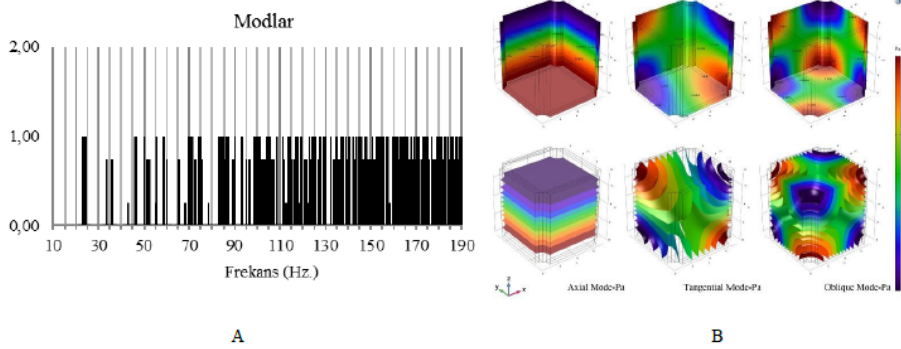 Modlar
2,00
1,00
0,00
10 30 50 70 90 110 130 150 170 190
Frekans (Hz.)
A
z
y x
Axial Mode-Pa Tangential Mode-Pa Oblique Mode-Pa
B